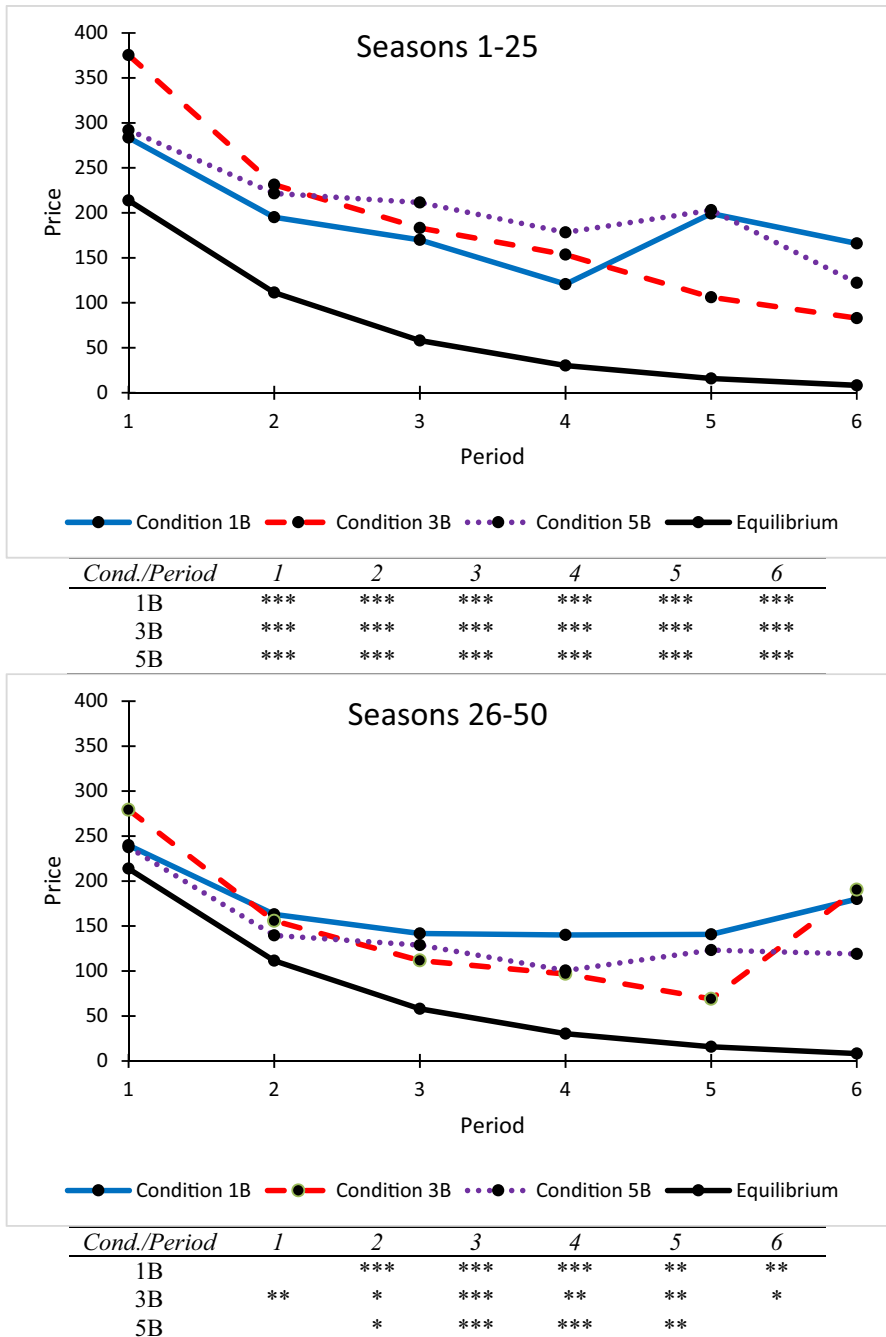 Seasons 1-25
400
350
300
250
200
150
100
50
0
Price
1 2 3 4 5 6
Period
Condition 1B Condition 3B Condition 5B Equilibrium
Cond./Period 1 2 3 4 5 6
1B *** *** *** *** *** ***
3B *** *** *** *** *** ***
5B *** *** *** *** *** ***
Seasons 26-50
400
350
300
250
200
150
100
50
0
Price
1 2 3 4 5 6
Period
Condition 1B Condition 3B Condition 5B Equilibrium
Cond./Period 1 2 3 4 5 6
1B *** *** *** ** **
3B ** * *** ** ** *
5B * *** *** **